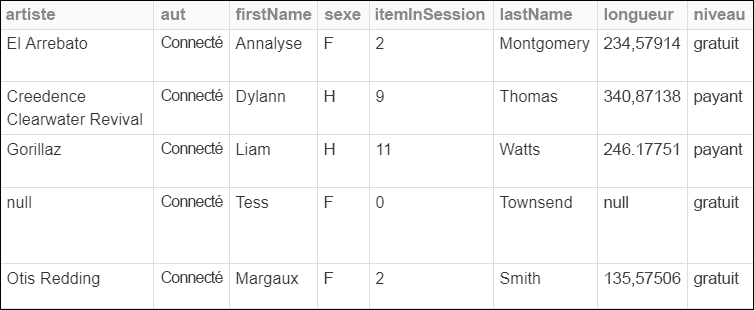 artiste aut firstName sexe itemInSession lastName longueur niveau
El Arrebato Connecté Annalyse F 2 Montgomery 234,57914 gratuit
Creedence Connecté Dylann H 9 Thomas 340,87138 payant
Clearwater Revival
Gorillaz Connecté Liam H 11 Watts 246.17751 payant
null Connecté Tess F 0 Townsend null gratuit
Otis Redding Connecté Margaux F 2 Smith 135,57506 gratuit